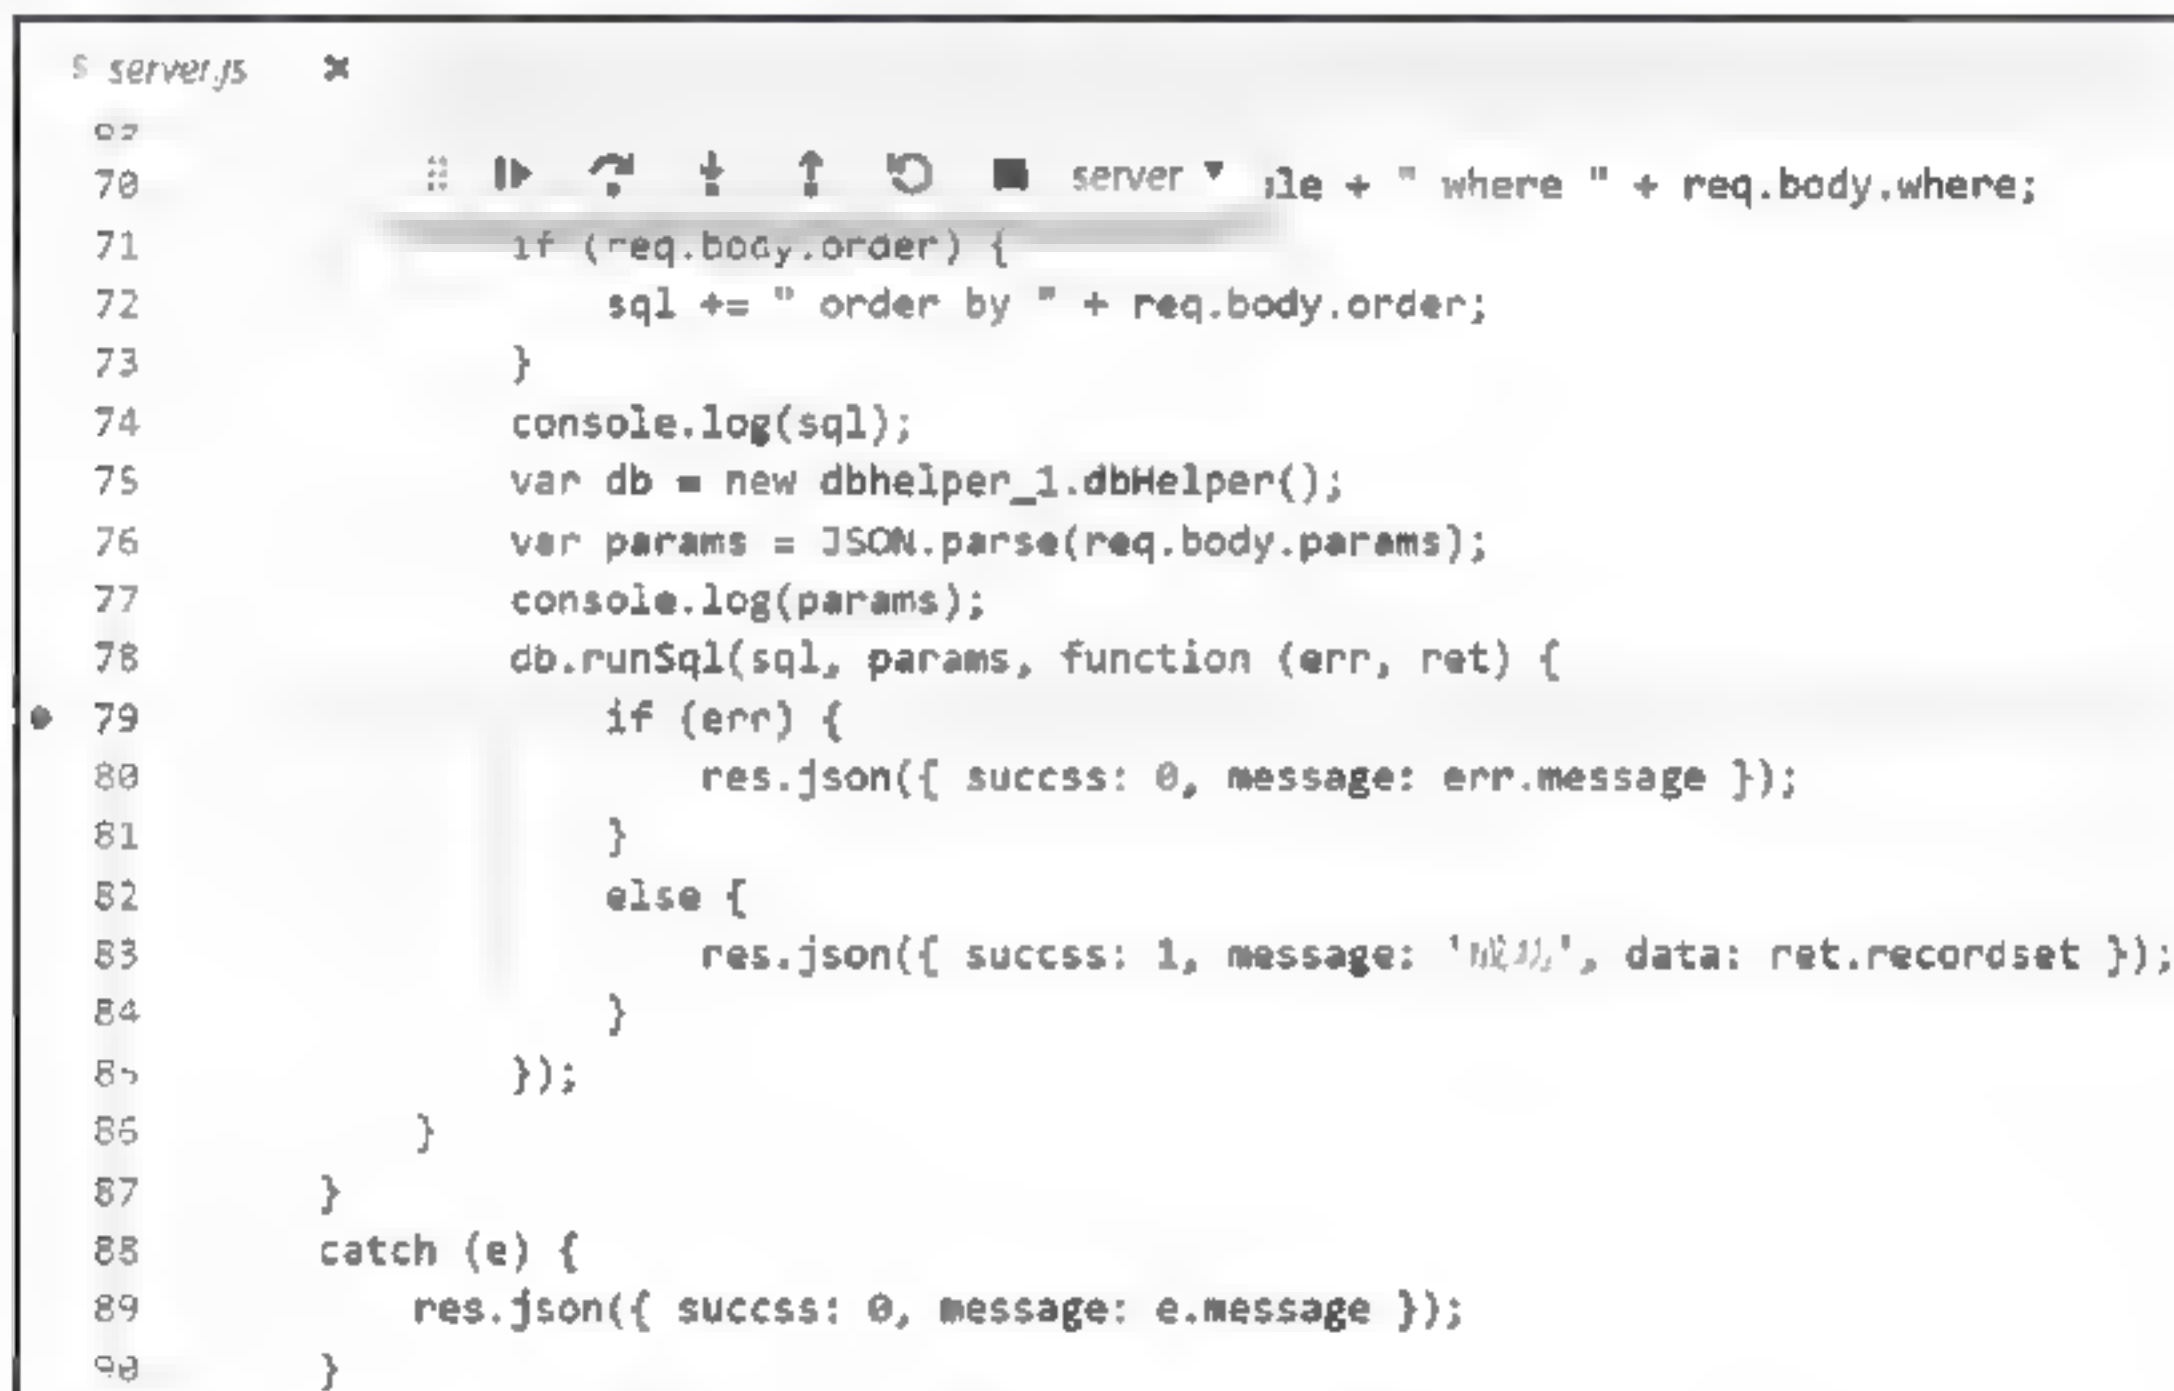 server.js
70 le + " where " + req.body.where;
server
71 if (req.body.order) {
72 sql += " order by " + req.body.order;
73 }
74 console.log(sql);
75 var db = new dbhelper_1.dbHelper();
76 var params = JSON.parse(req.body.params);
77 console.log(params);
78 db.runSql(sql, params, function (err, ret) {
79 if (err) {
80 res.json({ succss: 0, message: err.message });
81 }
82 else {
83 res.json({ succss: 1, message: '', data: ret.recordset });
84 }
85 });
86 }
87 }
88 catch (e) {
89 res.json({ succss: 0, message: e.message });
90 }